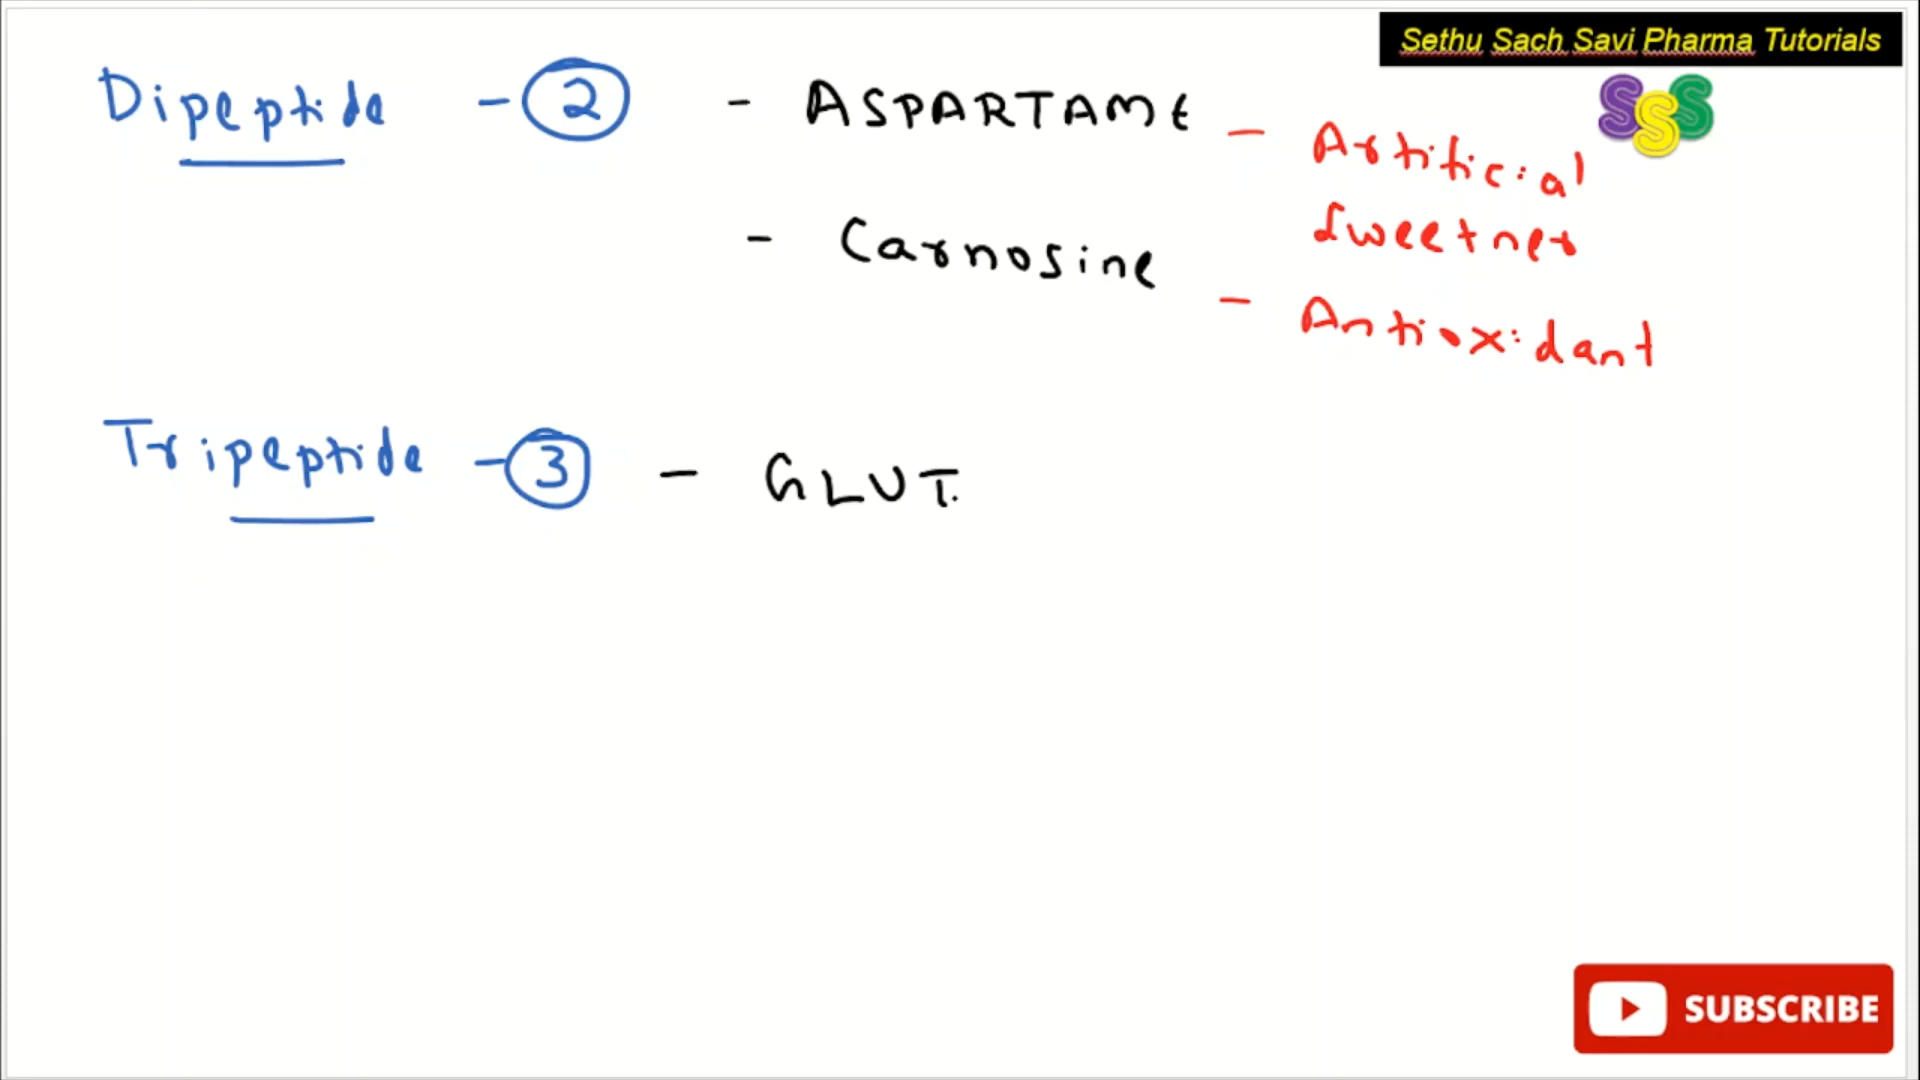 Sethu Sach Savi Pharma Tutorials
SSS
Dipeptide - 2 - ASPARTAME - Artificial
Sweetner
- Carnosine - Antioxidant
Tripeptide - 3 - GLUT
SUBSCRIBE